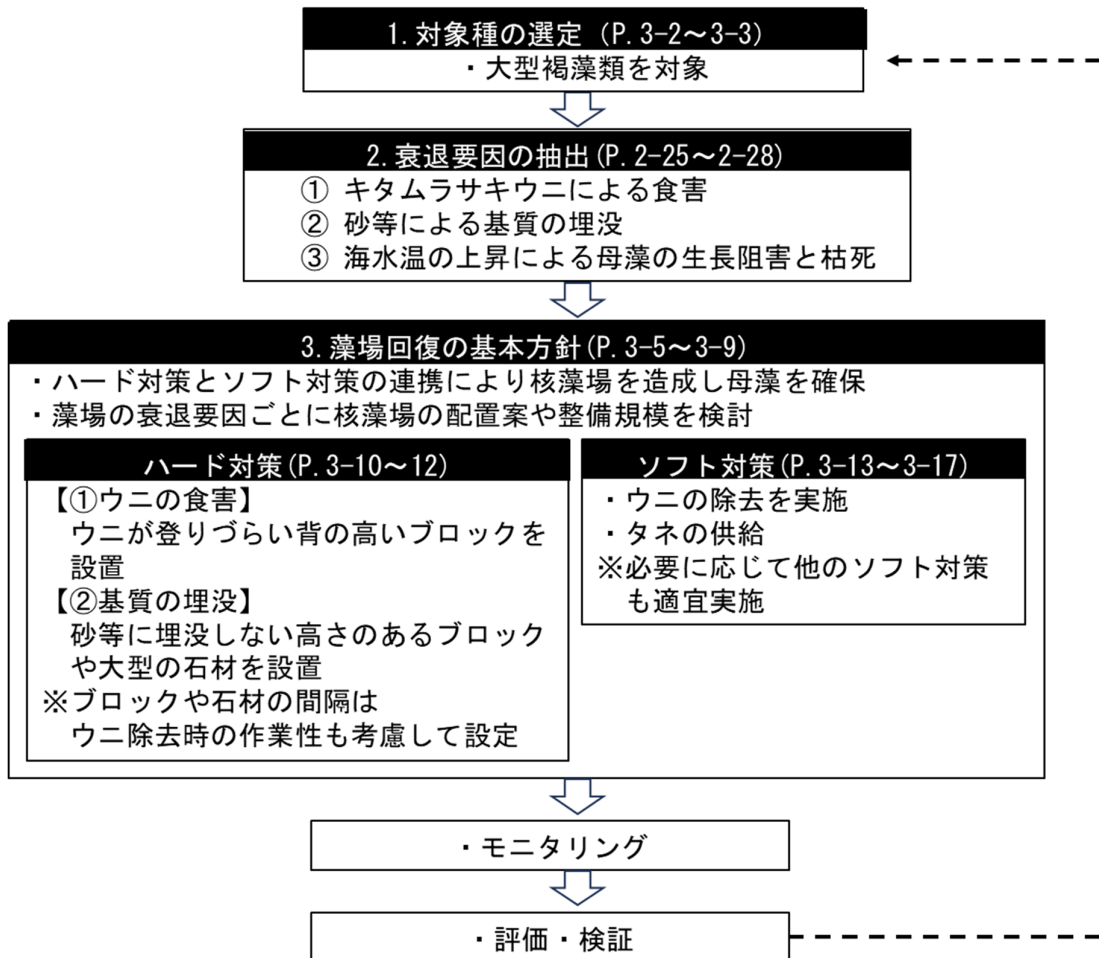 1.対象種の選定 (P.3-2～3-3)
・大型褐藻類を対象
2.衰退要因の抽出(P.2-25～2-28)
① キタムラサキウニによる食害
② 砂等による基質の埋没
③ 海水温の上昇による母藻の生長阻害と枯死
3.藻場回復の基本方針(P.3-5～3-9)
・ハード対策とソフト対策の連携により核藻場を造成し母藻を確保
・藻場の衰退要因ごとに核藻場の配置案や整備規模を検討
ハード対策(P.3-10～12)
【①ウニの食害】
ウニが登りづらい背の高いブロックを
設置
【②基質の埋没】
砂等に埋没しない高さのあるブロック
や大型の石材を設置
※ブロックや石材の間隔は
ウニ除去時の作業性も考慮して設定
ソフト対策(P.3-13～3-17)
・ウニの除去を実施
・タネの供給
※必要に応じて他のソフト対策
も適宜実施
・モニタリング
・評価・検証